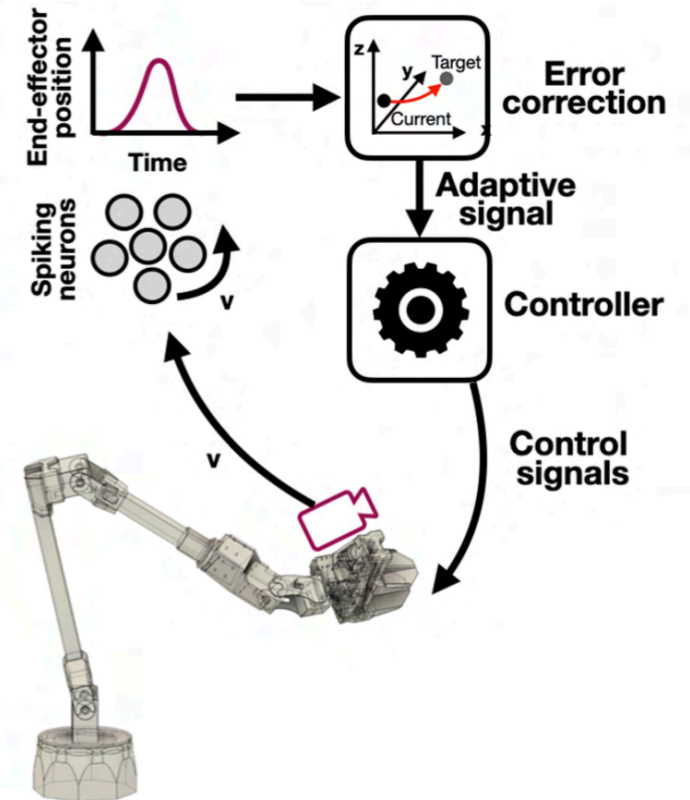 End-effector
position
Time
z
y
Target
Current
x
Error
correction
Adaptive
signal
Spiking
neurons
v
Controller
v
Control
signals